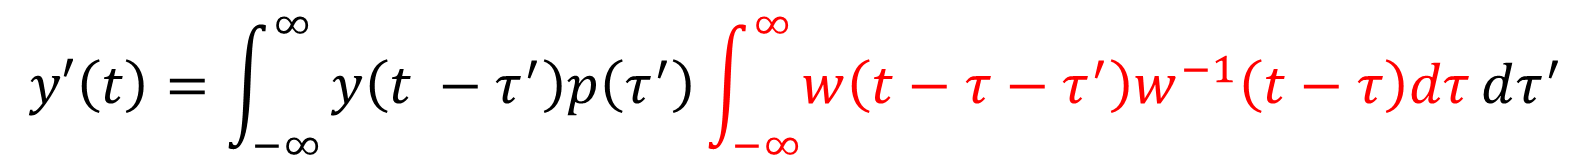 y′(t) = ∫_{−∞}^{∞} y(t − τ′)p(τ′) ∫_{−∞}^{∞} w(t − τ − τ′)w^{−1}(t − τ)dτ dτ′